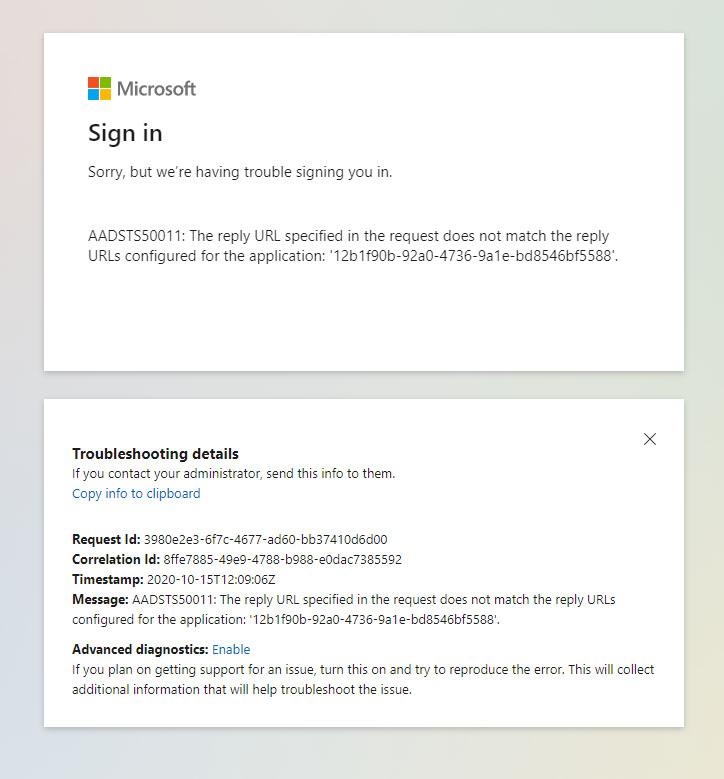 Microsoft
Sign in
Sorry, but we're having trouble signing you in.
AADSTS50011: The reply URL specified in the request does not match the reply
URLs configured for the application: '12b1f90b-92a0-4736-9a1e-bd8546bf5588'.
Troubleshooting details
If you contact your administrator, send this info to them.
Copy info to clipboard
Request Id: 3980e2e3-6f7c-4677-ad60-bb37410d6d00
Correlation Id: 8ffe7885-49e9-4788-b988-e0dac7385592
Timestamp: 2020-10-15T12:09:06Z
Message: AADSTS50011: The reply URL specified in the request does not match the reply URLs
configured for the application: '12b1f90b-92a0-4736-9a1e-bd8546bf5588'.
Advanced diagnostics: Enable
If you plan on getting support for an issue, turn this on and try to reproduce the error. This will collect
additional information that will help troubleshoot the issue.